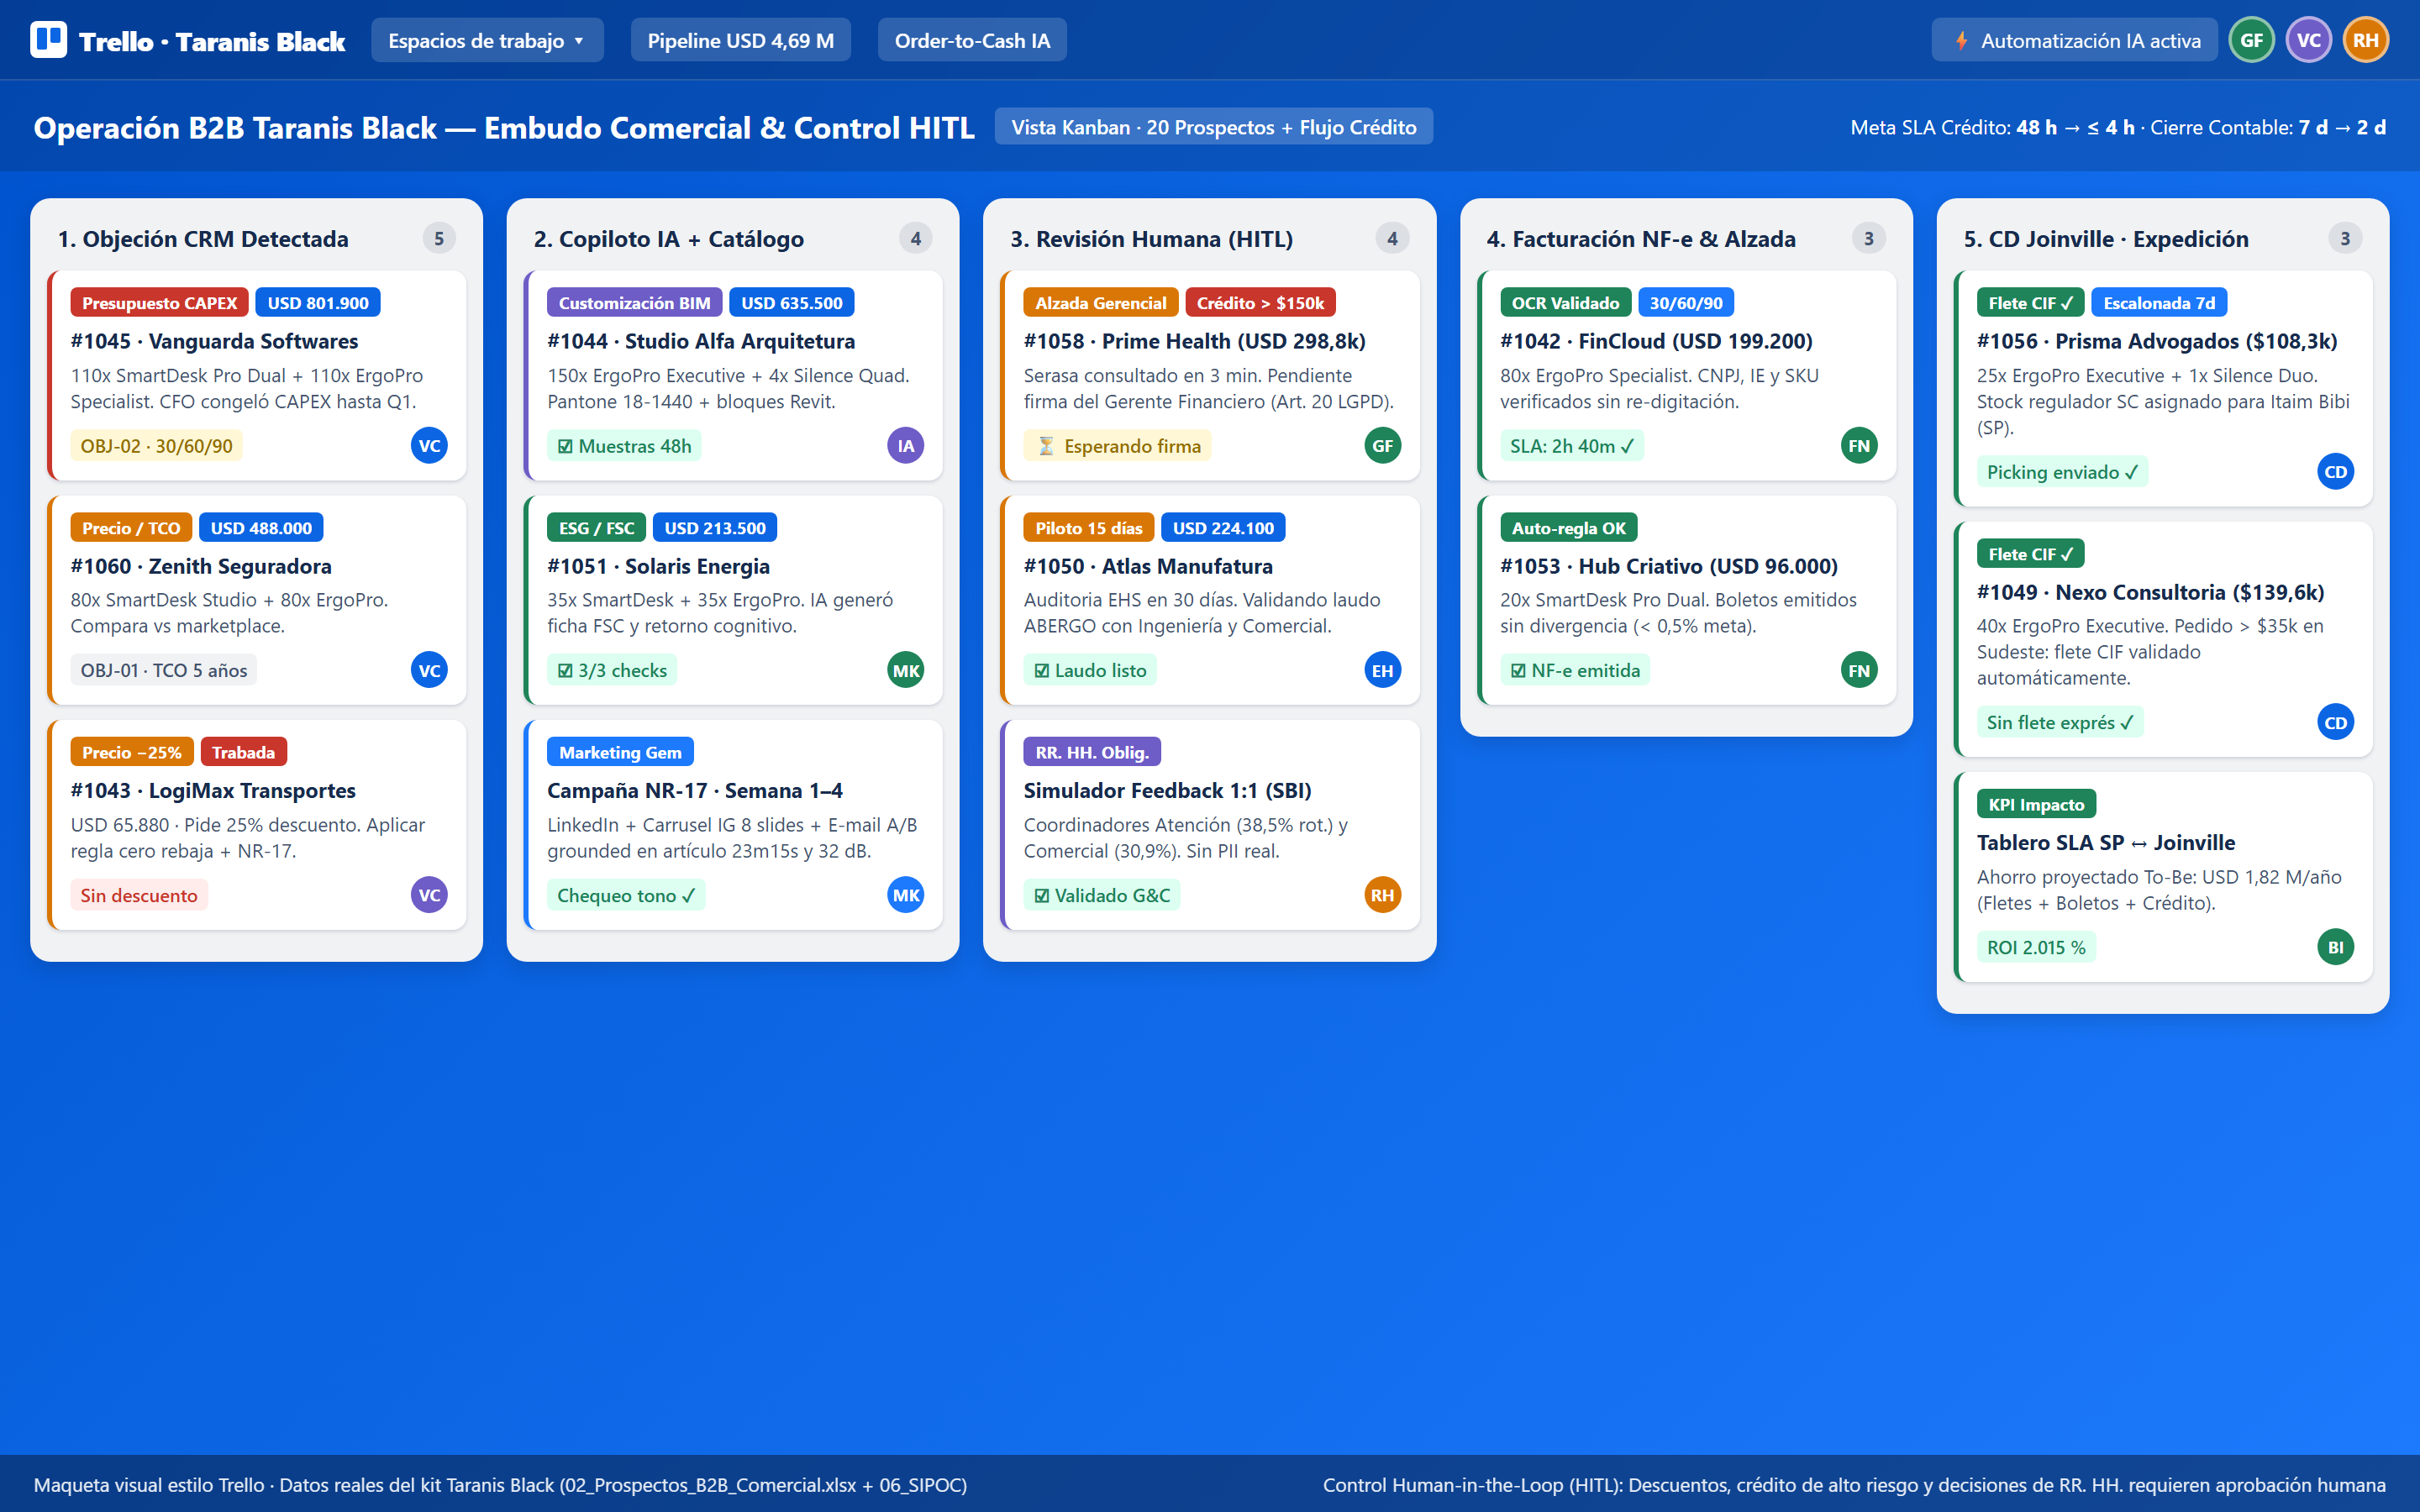 Trello · Taranis Black
Espacios de trabajo ▼
Pipeline USD 4,69 M
Order-to-Cash IA
⚡ Automatización IA activa
GF
VC
RH
Operación B2B Taranis Black — Embudo Comercial & Control HITL
Vista Kanban · 20 Prospectos + Flujo Crédito
Meta SLA Crédito: 48 h → ≤ 4 h · Cierre Contable: 7 d → 2 d
1. Objeción CRM Detectada
5
Presupuesto CAPEX
USD 801.900
#1045 · Vanguarda Softwares
110x SmartDesk Pro Dual + 110x ErgoPro
Specialist. CFO congeló CAPEX hasta Q1.
OBJ-02 · 30/60/90
VC
Precio / TCO
USD 488.000
#1060 · Zenith Seguradora
80x SmartDesk Studio + 80x ErgoPro.
Compara vs marketplace.
OBJ-01 · TCO 5 años
VC
Precio −25%
Trabada
#1043 · LogiMax Transportes
USD 65.880 · Pide 25% descuento. Aplicar
regla cero rebaja + NR-17.
Sin descuento
VC
2. Copiloto IA + Catálogo
4
Customización BIM
USD 635.500
#1044 · Studio Alfa Arquitetura
150x ErgoPro Executive + 4x Silence Quad.
Pantone 18-1440 + bloques Revit.
☑ Muestras 48h
IA
ESG / FSC
USD 213.500
#1051 · Solaris Energia
35x SmartDesk + 35x ErgoPro. IA generó
ficha FSC y retorno cognitivo.
☑ 3/3 checks
MK
Marketing Gem
Campaña NR-17 · Semana 1–4
LinkedIn + Carrusel IG 8 slides + E-mail A/B
grounded en artículo 23m15s y 32 dB.
Chequeo tono ✓
MK
3. Revisión Humana (HITL)
4
Alzada Gerencial
Crédito > $150k
#1058 · Prime Health (USD 298,8k)
Serasa consultado en 3 min. Pendiente
firma del Gerente Financiero (Art. 20 LGPD).
⏳ Esperando firma
GF
Piloto 15 días
USD 224.100
#1050 · Atlas Manufatura
Auditoria EHS en 30 días. Validando laudo
ABERGO con Ingeniería y Comercial.
☑ Laudo listo
EH
RR. HH. Oblig.
Simulador Feedback 1:1 (SBI)
Coordinadores Atención (38,5% rot.) y
Comercial (30,9%). Sin PII real.
☑ Validado G&C
RH
4. Facturación NF-e & Alzada
3
OCR Validado
30/60/90
#1042 · FinCloud (USD 199.200)
80x ErgoPro Specialist. CNPJ, IE y SKU
verificados sin re-digitación.
SLA: 2h 40m ✓
FN
Auto-regla OK
#1053 · Hub Criativo (USD 96.000)
20x SmartDesk Pro Dual. Boletos emitidos
sin divergencia (< 0,5% meta).
☑ NF-e emitida
FN
5. CD Joinville · Expedición
3
Flete CIF ✓
Escalonada 7d
#1056 · Prisma Advogados ($108,3k)
25x ErgoPro Executive + 1x Silence Duo.
Stock regulador SC asignado para Itaim Bibi
(SP).
Picking enviado ✓
CD
Flete CIF ✓
#1049 · Nexo Consultoria ($139,6k)
40x ErgoPro Executive. Pedido > $35k en
Sudeste: flete CIF validado
automáticamente.
Sin flete exprés ✓
CD
KPI Impacto
Tablero SLA SP ↔ Joinville
Ahorro proyectado To-Be: USD 1,82 M/año
(Fletes + Boletos + Crédito).
ROI 2.015 %
BI
Maqueta visual estilo Trello · Datos reales del kit Taranis Black (02_Prospectos_B2B_Comercial.xlsx + 06_SIPOC)
Control Human-in-the-Loop (HITL): Descuentos, crédito de alto riesgo y decisiones de RR. HH. requieren aprobación humana